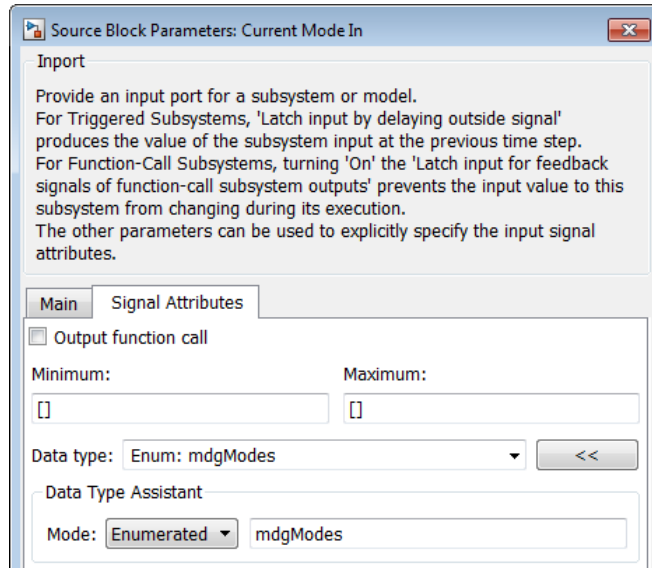 Source Block Parameters: Current Mode In
Inport
Provide an input port for a subsystem or model.
For Triggered Subsystems, 'Latch input by delaying outside signal'
produces the value of the subsystem input at the previous time step.
For Function-Call Subsystems, turning 'On' the 'Latch input for feedback
signals of function-call subsystem outputs' prevents the input value to this
subsystem from changing during its execution.
The other parameters can be used to explicitly specify the input signal
attributes.
Main Signal Attributes
Output function call
Minimum: Maximum:
[] []
Data type: Enum: mdgModes <<
Data Type Assistant
Mode: Enumerated mdgModes